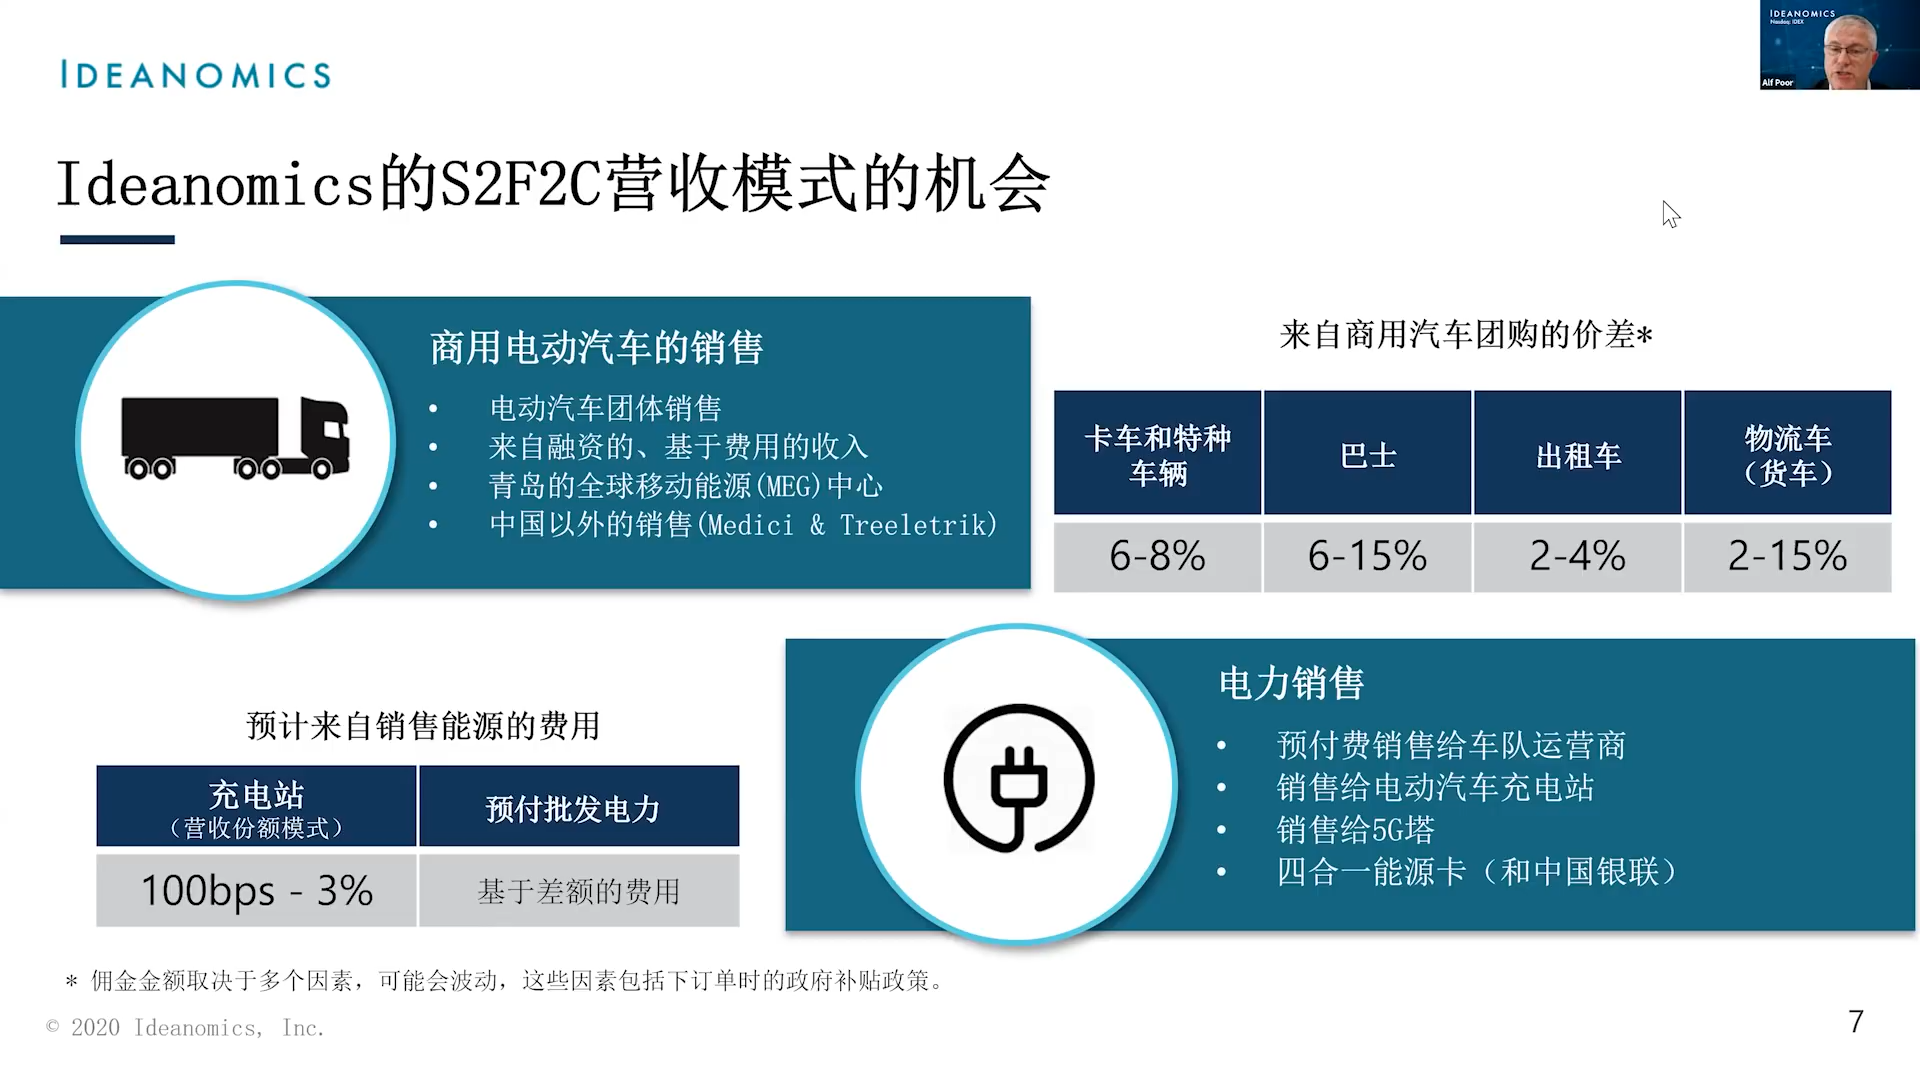 IDEANOMICS
IDEANOMICS
Nasdaq: IDEX
Alf Poor
Ideanomics的S2F2C营收模式的机会
商用电动汽车的销售
• 电动汽车团体销售
• 来自融资的、基于费用的收入
• 青岛的全球移动能源(MEG)中心
• 中国以外的销售(Medici & Treeletrik)
来自商用汽车团购的价差*
卡车和特种
车辆
巴士
出租车
物流车
（货车）
6-8%
6-15%
2-4%
2-15%
预计来自销售能源的费用
充电站
（营收份额模式）
预付批发电力
100bps - 3%
基于差额的费用
电力销售
• 预付费销售给车队运营商
• 销售给电动汽车充电站
• 销售给5G塔
• 四合一能源卡（和中国银联）
* 佣金金额取决于多个因素，可能会波动，这些因素包括下订单时的政府补贴政策。
© 2020 Ideanomics, Inc.
7